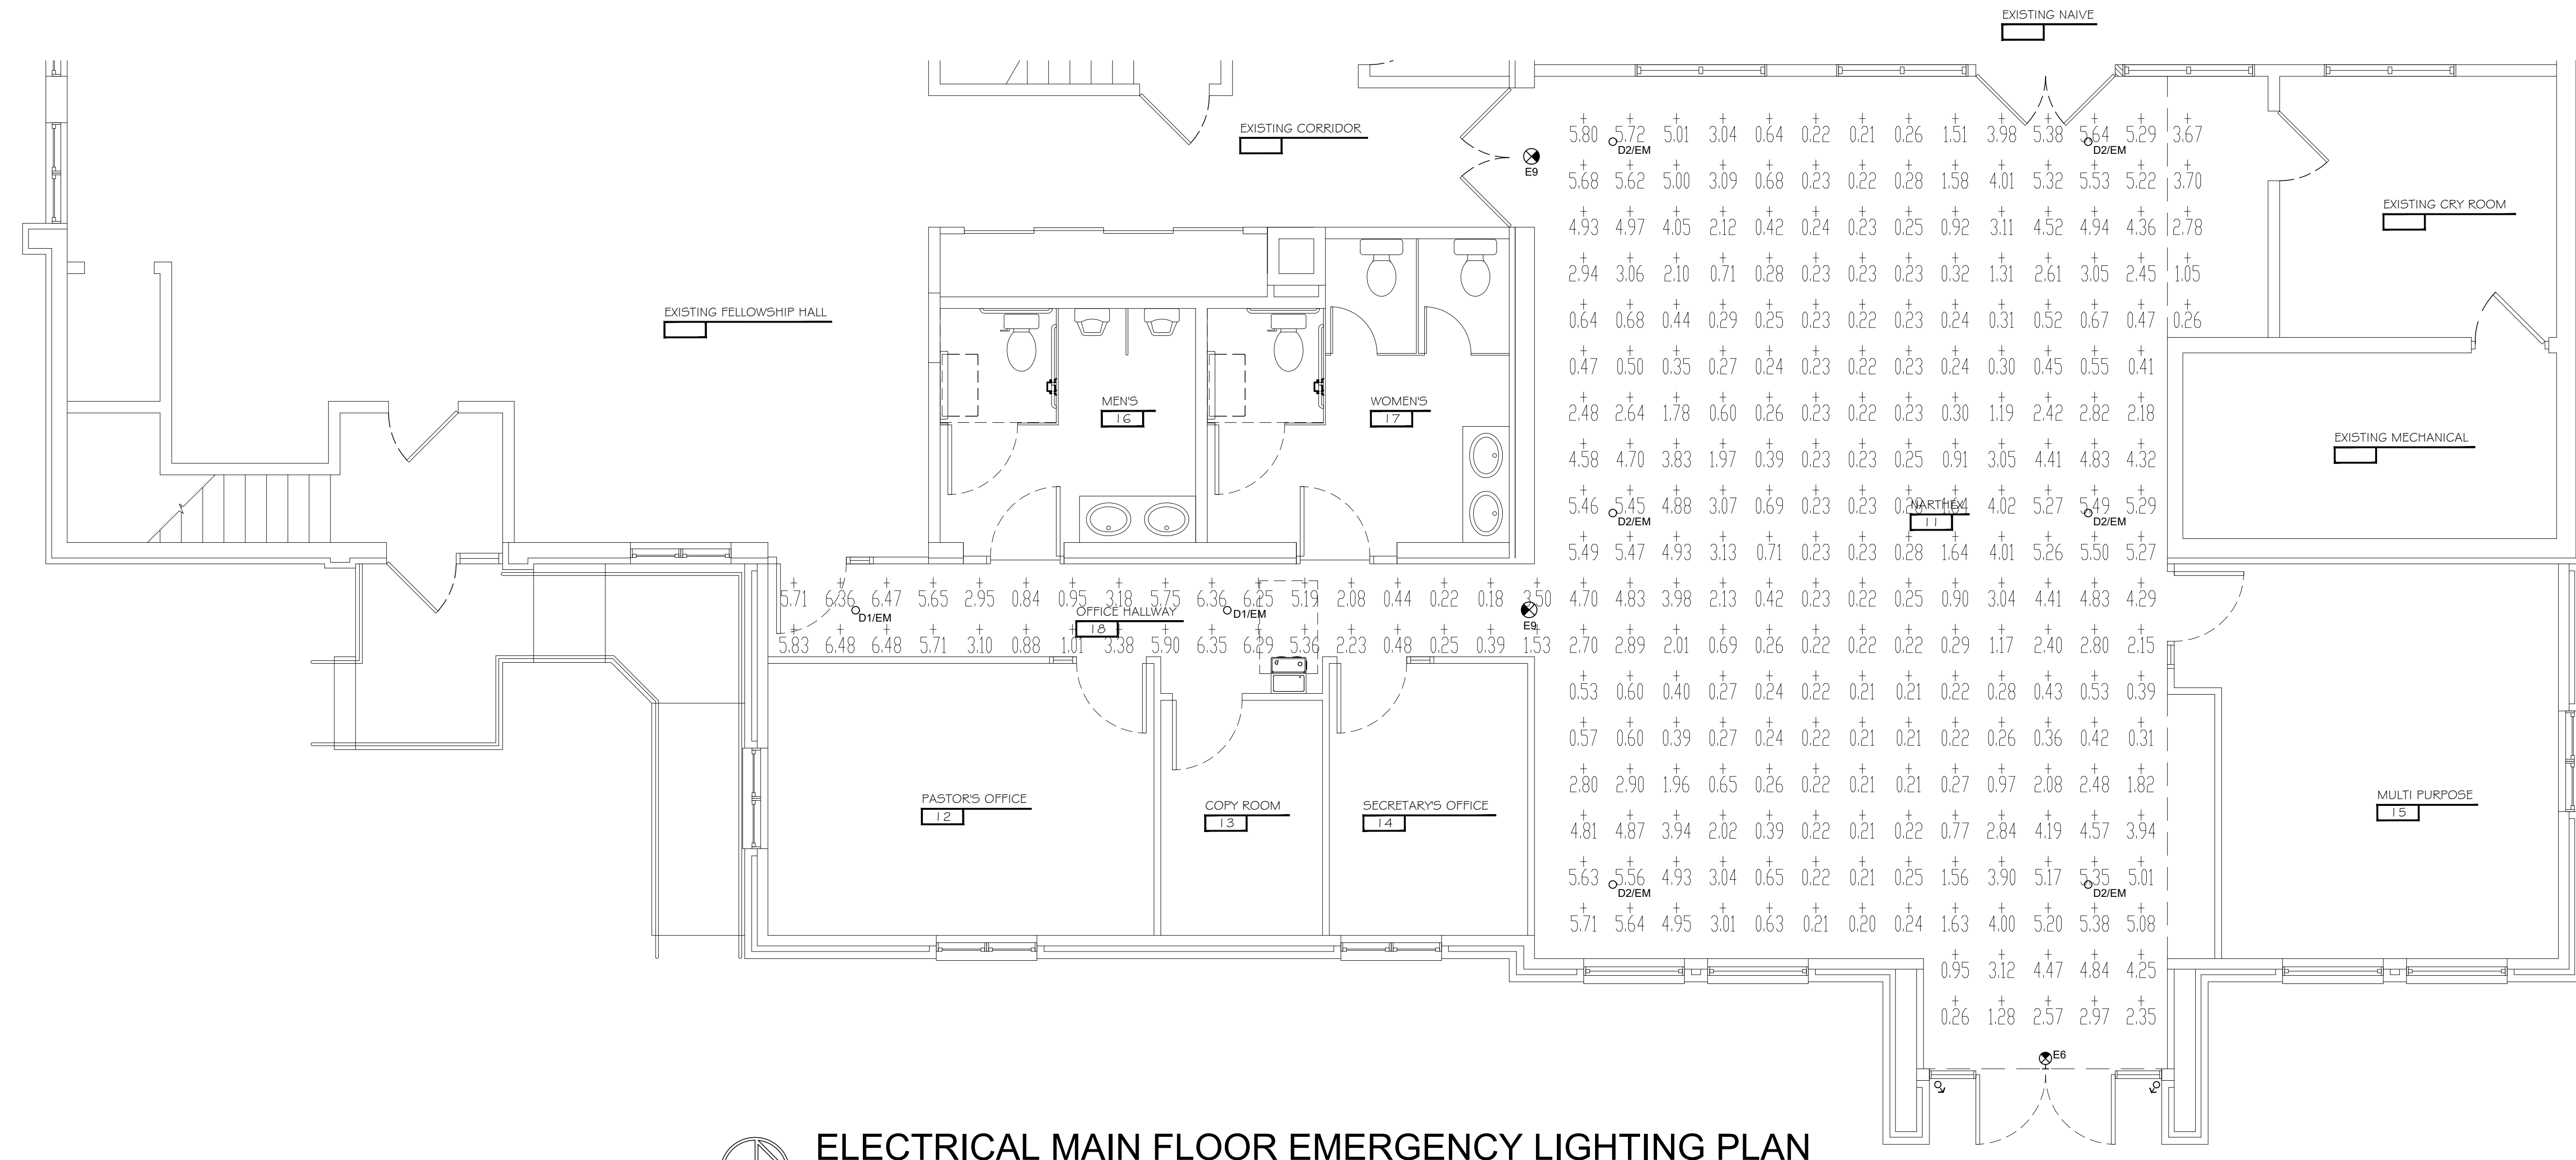 EXISTING NAIVE
EXISTING CORRIDOR
E9
5.80 5.72 5.01 3.04 0.64 0.22 0.21 0.26 1.51 3.98 5.38 5.64 5.29 3.67
D2/EM D2/EM
5.68 5.62 5.00 3.09 0.68 0.23 0.22 0.28 1.58 4.01 5.32 5.53 5.22 3.70
EXISTING CRY ROOM
4.93 4.97 4.05 2.12 0.42 0.24 0.23 0.25 0.92 3.11 4.52 4.94 4.36 2.78
2.94 3.06 2.10 0.71 0.28 0.23 0.23 0.23 0.32 1.31 2.61 3.05 2.45 1.05
EXISTING FELLOWSHIP HALL
0.64 0.68 0.44 0.29 0.25 0.23 0.22 0.23 0.24 0.31 0.52 0.67 0.47 0.26
0.47 0.50 0.35 0.27 0.24 0.23 0.22 0.23 0.24 0.30 0.45 0.55 0.41
MEN'S
16
WOMEN'S
17
2.48 2.64 1.78 0.60 0.26 0.23 0.22 0.23 0.30 1.19 2.42 2.82 2.18
EXISTING MECHANICAL
4.58 4.70 3.83 1.97 0.39 0.23 0.23 0.25 0.91 3.05 4.41 4.83 4.32
5.46 5.45 4.88 3.07 0.69 0.23 0.23 4.02 5.27 5.49 5.29
NARTHEX
11
D2/EM D2/EM
5.49 5.47 4.93 3.13 0.71 0.23 0.23 0.28 1.64 4.01 5.26 5.50 5.27
5.71 6.36 6.47 5.65 2.95 0.84 0.95 3.18 5.75 6.36 6.25 5.19 2.08 0.44 0.22 0.18 3.50 4.70 4.83 3.98 2.13 0.42 0.23 0.22 0.25 0.90 3.04 4.41 4.83 4.29
D1/EM OFFICE HALLWAY D1/EM
18
E9
5.83 6.48 6.48 5.71 3.10 0.88 1.01 3.38 5.90 6.35 6.29 5.36 2.23 0.48 0.25 0.39 1.53 2.70 2.89 2.01 0.69 0.26 0.22 0.22 0.22 0.29 1.17 2.40 2.80 2.15
0.53 0.60 0.40 0.27 0.24 0.22 0.21 0.21 0.22 0.28 0.43 0.53 0.39
0.57 0.60 0.39 0.27 0.24 0.22 0.21 0.21 0.22 0.26 0.36 0.42 0.31
2.80 2.90 1.96 0.65 0.26 0.22 0.21 0.21 0.27 0.97 2.08 2.48 1.82
PASTOR'S OFFICE
12
COPY ROOM
13
SECRETARY'S OFFICE
14
MULTI PURPOSE
15
4.81 4.87 3.94 2.02 0.39 0.22 0.21 0.22 0.77 2.84 4.19 4.57 3.94
5.63 5.56 4.93 3.04 0.65 0.22 0.21 0.25 1.56 3.90 5.17 5.35 5.01
D2/EM D2/EM
5.71 5.64 4.95 3.01 0.63 0.21 0.20 0.24 1.63 4.00 5.20 5.38 5.08
0.95 3.12 4.47 4.84 4.25
0.26 1.28 2.57 2.97 2.35
E6
ELECTRICAL MAIN FLOOR EMERGENCY LIGHTING PLAN